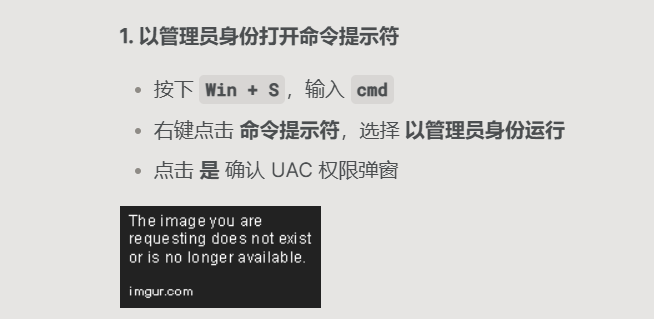 1. 以管理员身份打开命令提示符
按下 Win + S，输入 cmd
右键点击 命令提示符，选择 以管理员身份运行
点击 是 确认 UAC 权限弹窗
The image you are
requesting does not exist
or is no longer available.
imgur.com